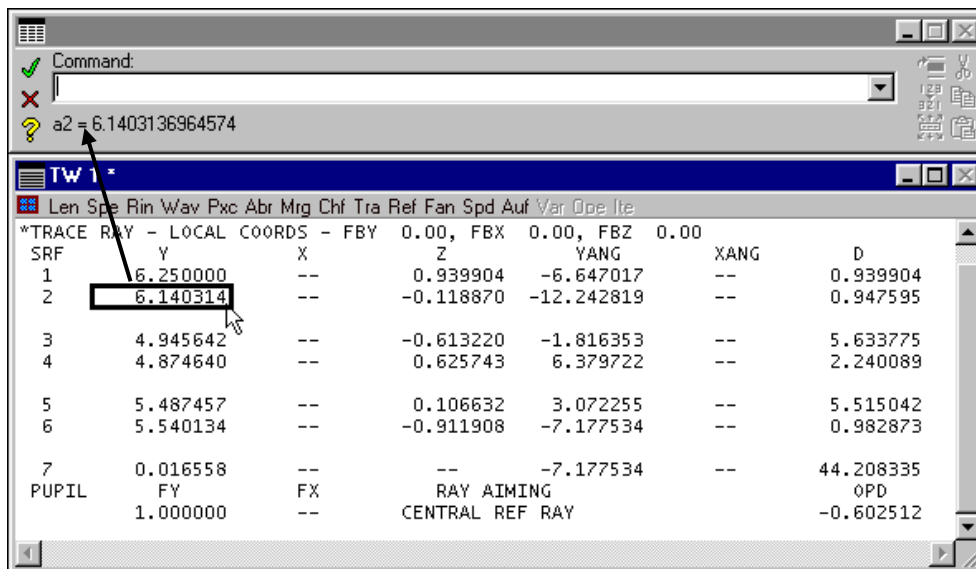 Command:
a2 = 6.1403136964574
TW 1 *
Len Spe Rin Wav Pxc Abr Mrg Chf Tra Ref Fan Spd Auf Var Ope Ite
*TRACE RAY - LOCAL COORDS - FBY 0.00, FBX 0.00, FBZ 0.00
SRF Y X Z YANG XANG D
1 6.250000 -- 0.939904 -6.647017 -- 0.939904
2 6.140314 -- -0.118870 -12.242819 -- 0.947595
3 4.945642 -- -0.613220 -1.816353 -- 5.633775
4 4.874640 -- 0.625743 6.379722 -- 2.240089
5 5.487457 -- 0.106632 3.072255 -- 5.515042
6 5.540134 -- -0.911908 -7.177534 -- 0.982873
7 0.016558 -- -- -7.177534 -- 44.208335
PUPIL FY FX RAY AIMING OPD
1.000000 -- CENTRAL REF RAY -0.602512